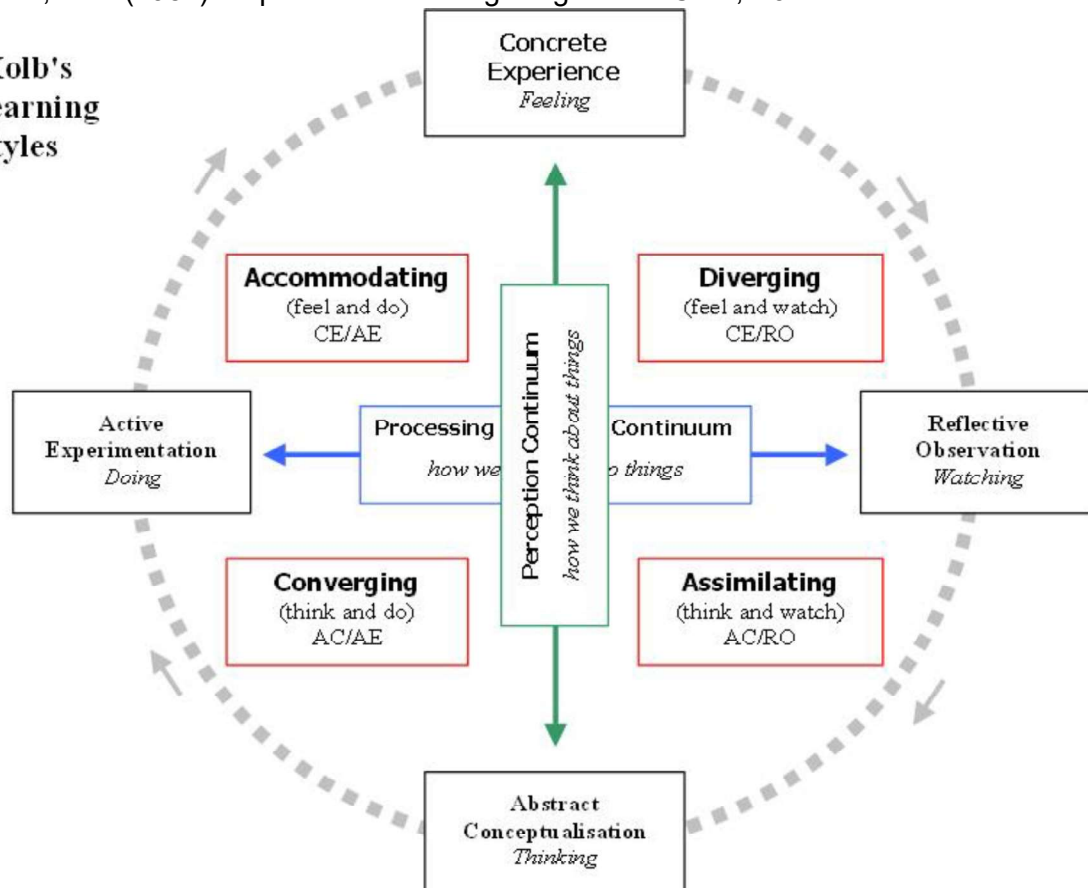 Concrete
Experience
Feeling
Kolb's
earning
tyles
Accommodating
(feel and do)
CE/AE
Diverging
(feel and watch)
CE/RO
Perception Continuum
how we think about things
Active
Experimentation
Doing
Processing Continuum
how we o things
Reflective
Observation
Watching
Converging
(think and do)
AC/AE
Assimilating
(think and watch)
AC/RO
Abstract
Conceptualisation
Thinking